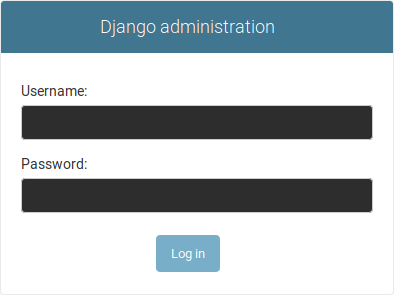 Django administration
Username:
Password:
Log in